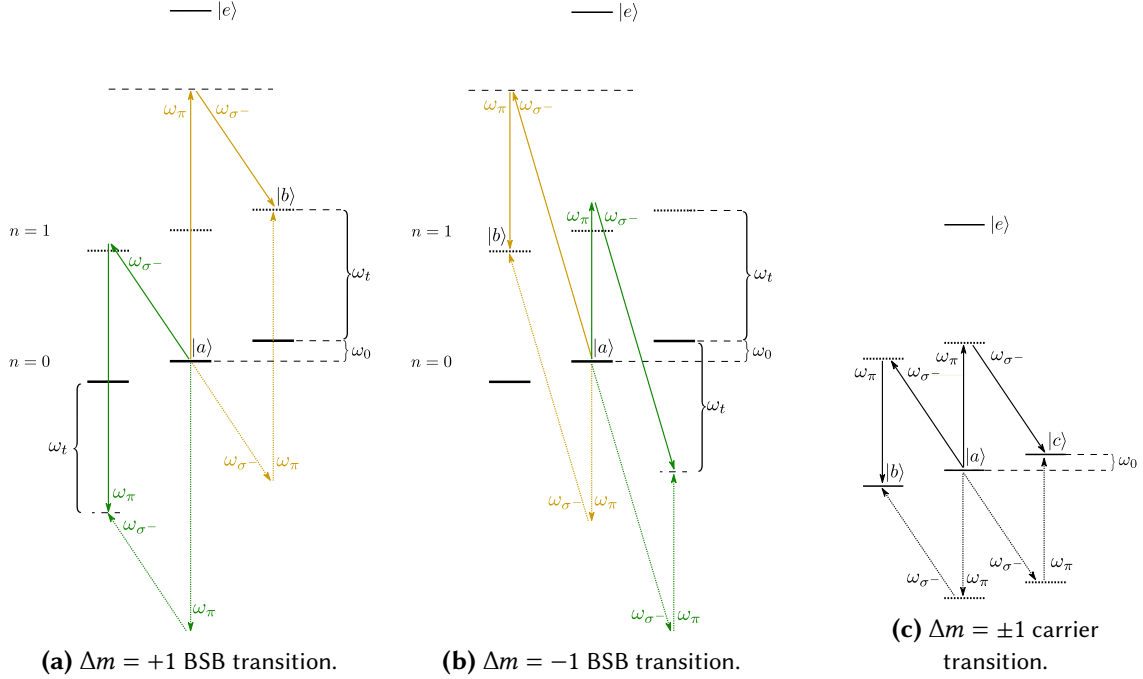 |e⟩
|e⟩
ω_π
ω_σ⁻
ω_π
ω_σ⁻
|b⟩
ω_π
ω_σ⁻
n = 1
n = 1
|b⟩
|e⟩
ω_σ⁻
ω_t
ω_t
|a⟩
|a⟩
n = 0
ω_0
n = 0
ω_0
ω_π
ω_σ⁻
ω_π
ω_σ⁻
ω_t
ω_t
|c⟩
ω_σ⁻
ω_π
|b⟩
|a⟩
ω_0
ω_π
ω_σ⁻
ω_π
ω_σ⁻
ω_σ⁻
ω_π
ω_σ⁻
ω_π
ω_π
ω_σ⁻
ω_π
(a) Δm = +1 BSB transition.
(b) Δm = −1 BSB transition.
(c) Δm = ±1 carrier
transition.